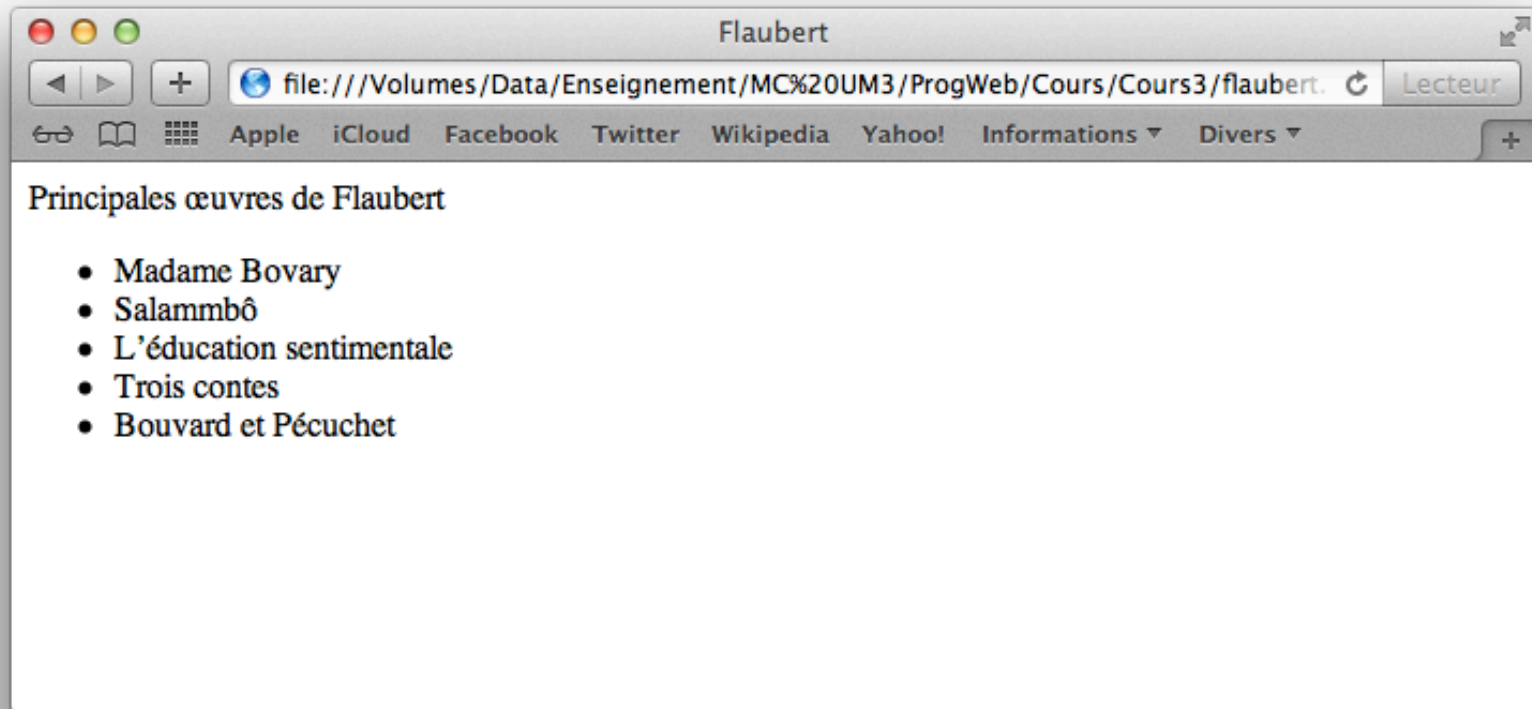 Flaubert
file:///Volumes/Data/Enseignement/MC%20UM3/ProgWeb/Cours/Cours3/flaubert. Lecteur
Apple iCloud Facebook Twitter Wikipedia Yahoo! Informations Divers
Principales œuvres de Flaubert
• Madame Bovary
• Salammbô
• L’éducation sentimentale
• Trois contes
• Bouvard et Pécuchet